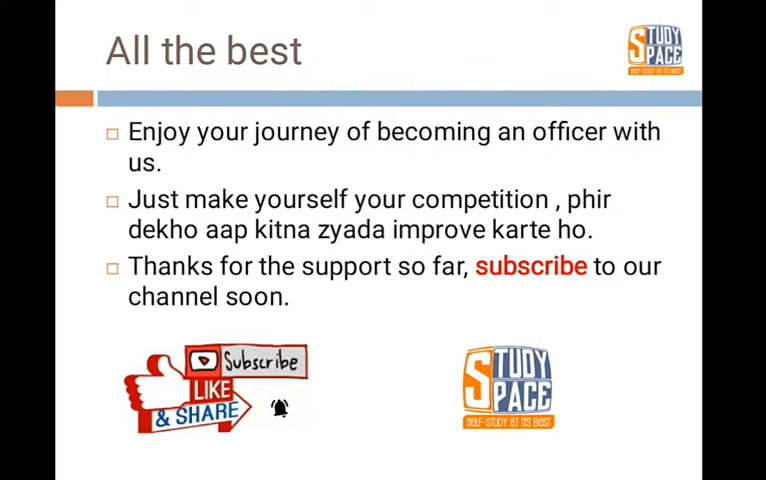 All the best
STUDY
SPACE
SELF-STUDY AT ITS BEST
Enjoy your journey of becoming an officer with
us.
Just make yourself your competition , phir
dekho aap kitna zyada improve karte ho.
Thanks for the support so far, subscribe to our
channel soon.
Subscribe
LIKE
& SHARE
STUDY
SPACE
SELF-STUDY AT ITS BEST